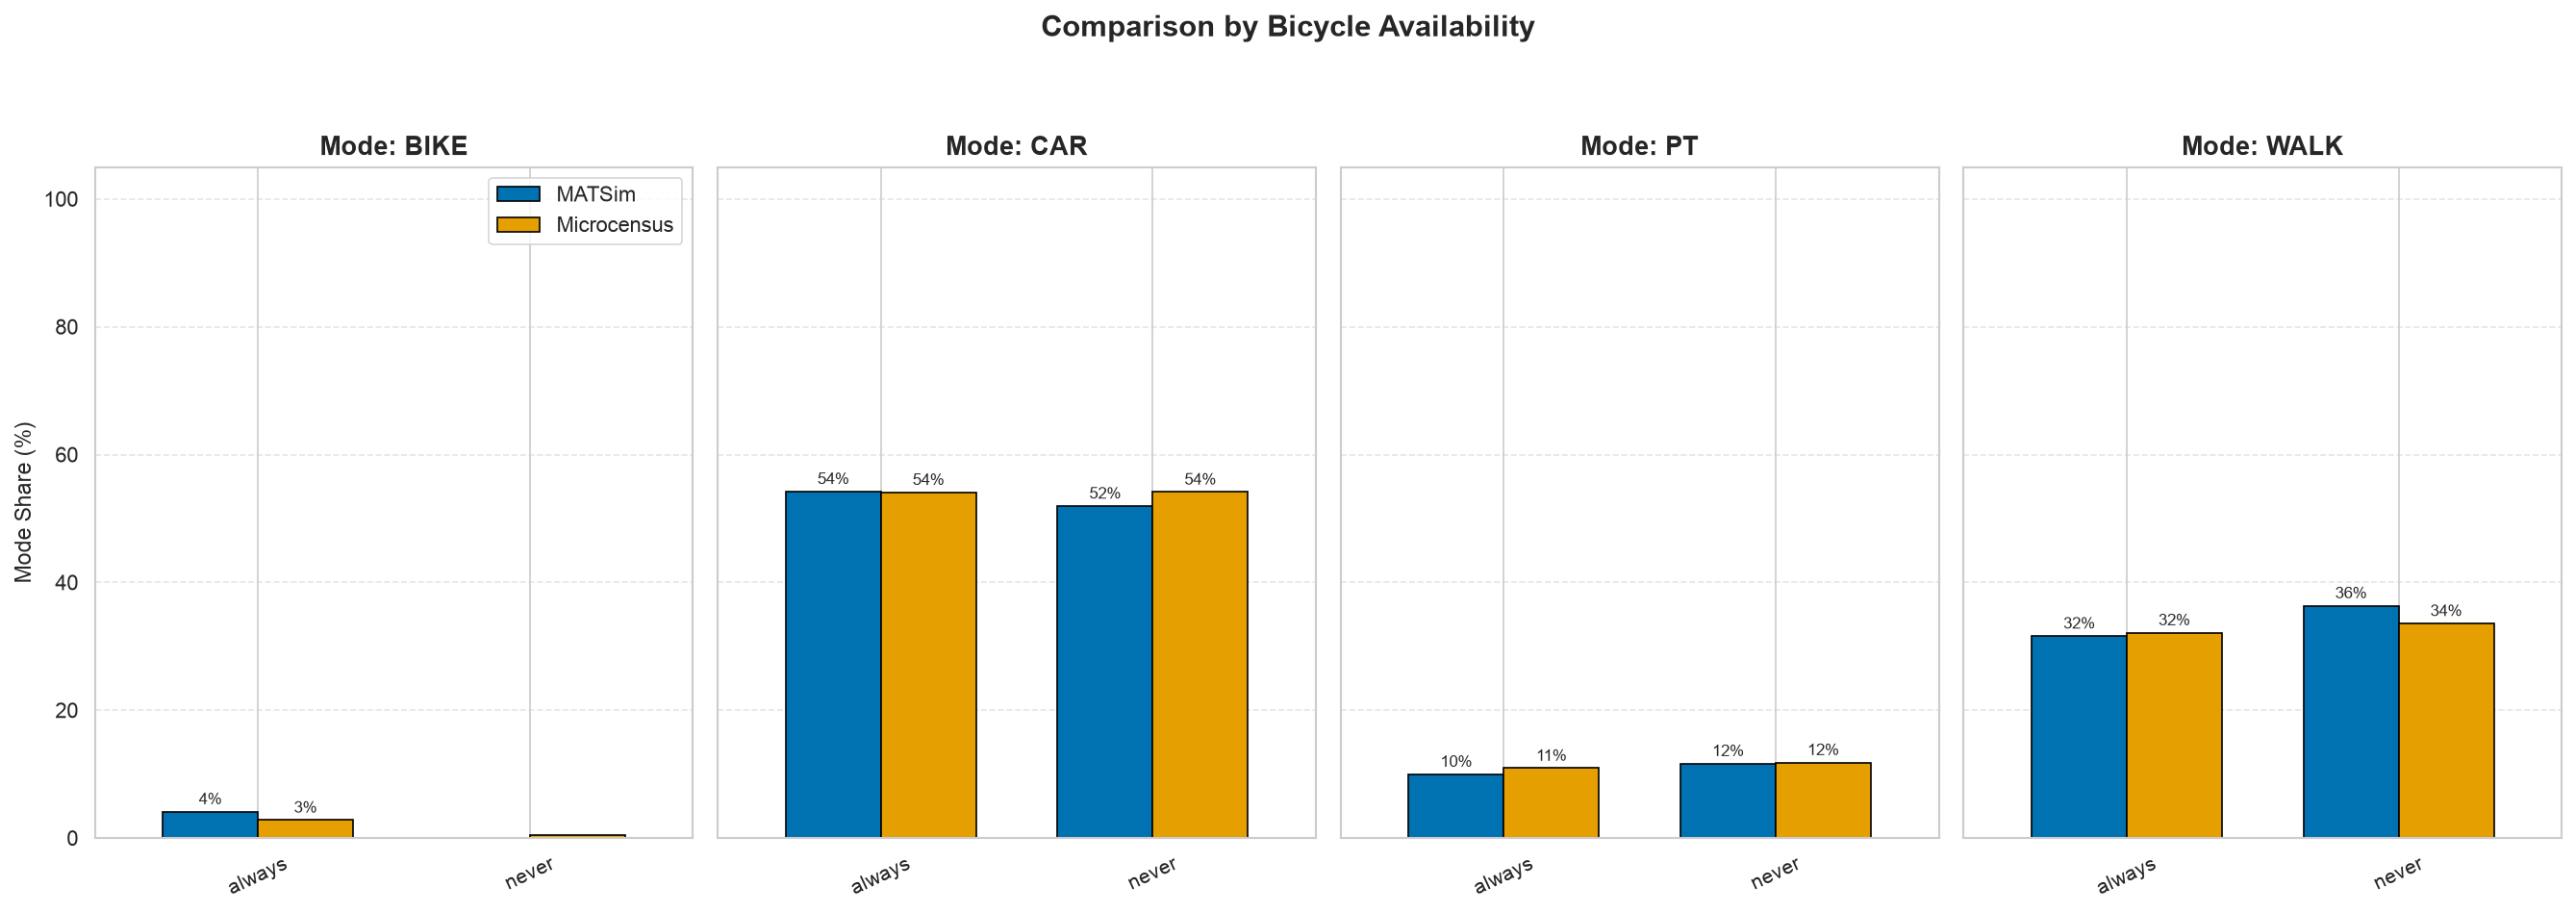 Comparison by Bicycle Availability
Mode: BIKE
Mode: CAR
Mode: PT
Mode: WALK
MATSim
Microcensus
Mode Share (%)
100
80
60
40
20
0
4%
3%
54%
54%
52%
54%
10%
11%
12%
12%
32%
32%
36%
34%
always
never
always
never
always
never
always
never